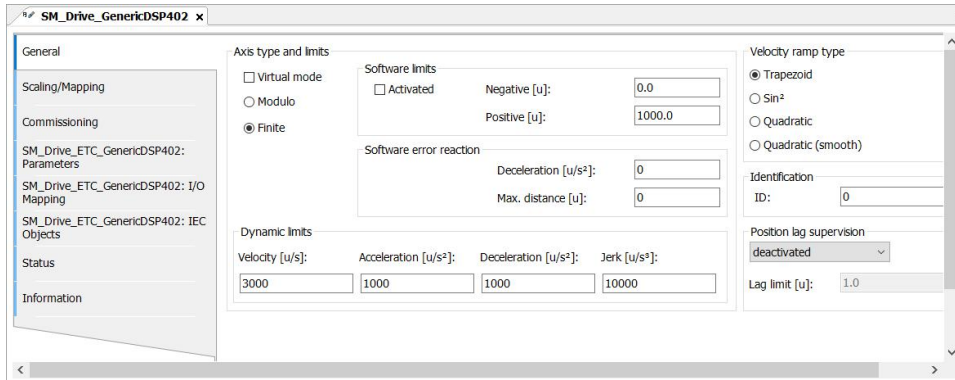 SM_Drive_GenericDSP402 x
General
Scaling/Mapping
Commissioning
SM_Drive_ETC_GenericDSP402:
Parameters
SM_Drive_ETC_GenericDSP402: I/O
Mapping
SM_Drive_ETC_GenericDSP402: IEC
Objects
Status
Information
Axis type and limits
Virtual mode
Modulo
Finite
Software limits
Activated
Negative [u]:
0.0
Positive [u]:
1000.0
Software error reaction
Deceleration [u/s²]:
0
Max. distance [u]:
0
Dynamic limits
Velocity [u/s]:
Acceleration [u/s²]:
Deceleration [u/s²]:
Jerk [u/s³]:
3000
1000
1000
10000
Velocity ramp type
Trapezoid
Sin²
Quadratic
Quadratic (smooth)
Identification
ID:
0
Position lag supervision
deactivated
Lag limit [u]:
1.0